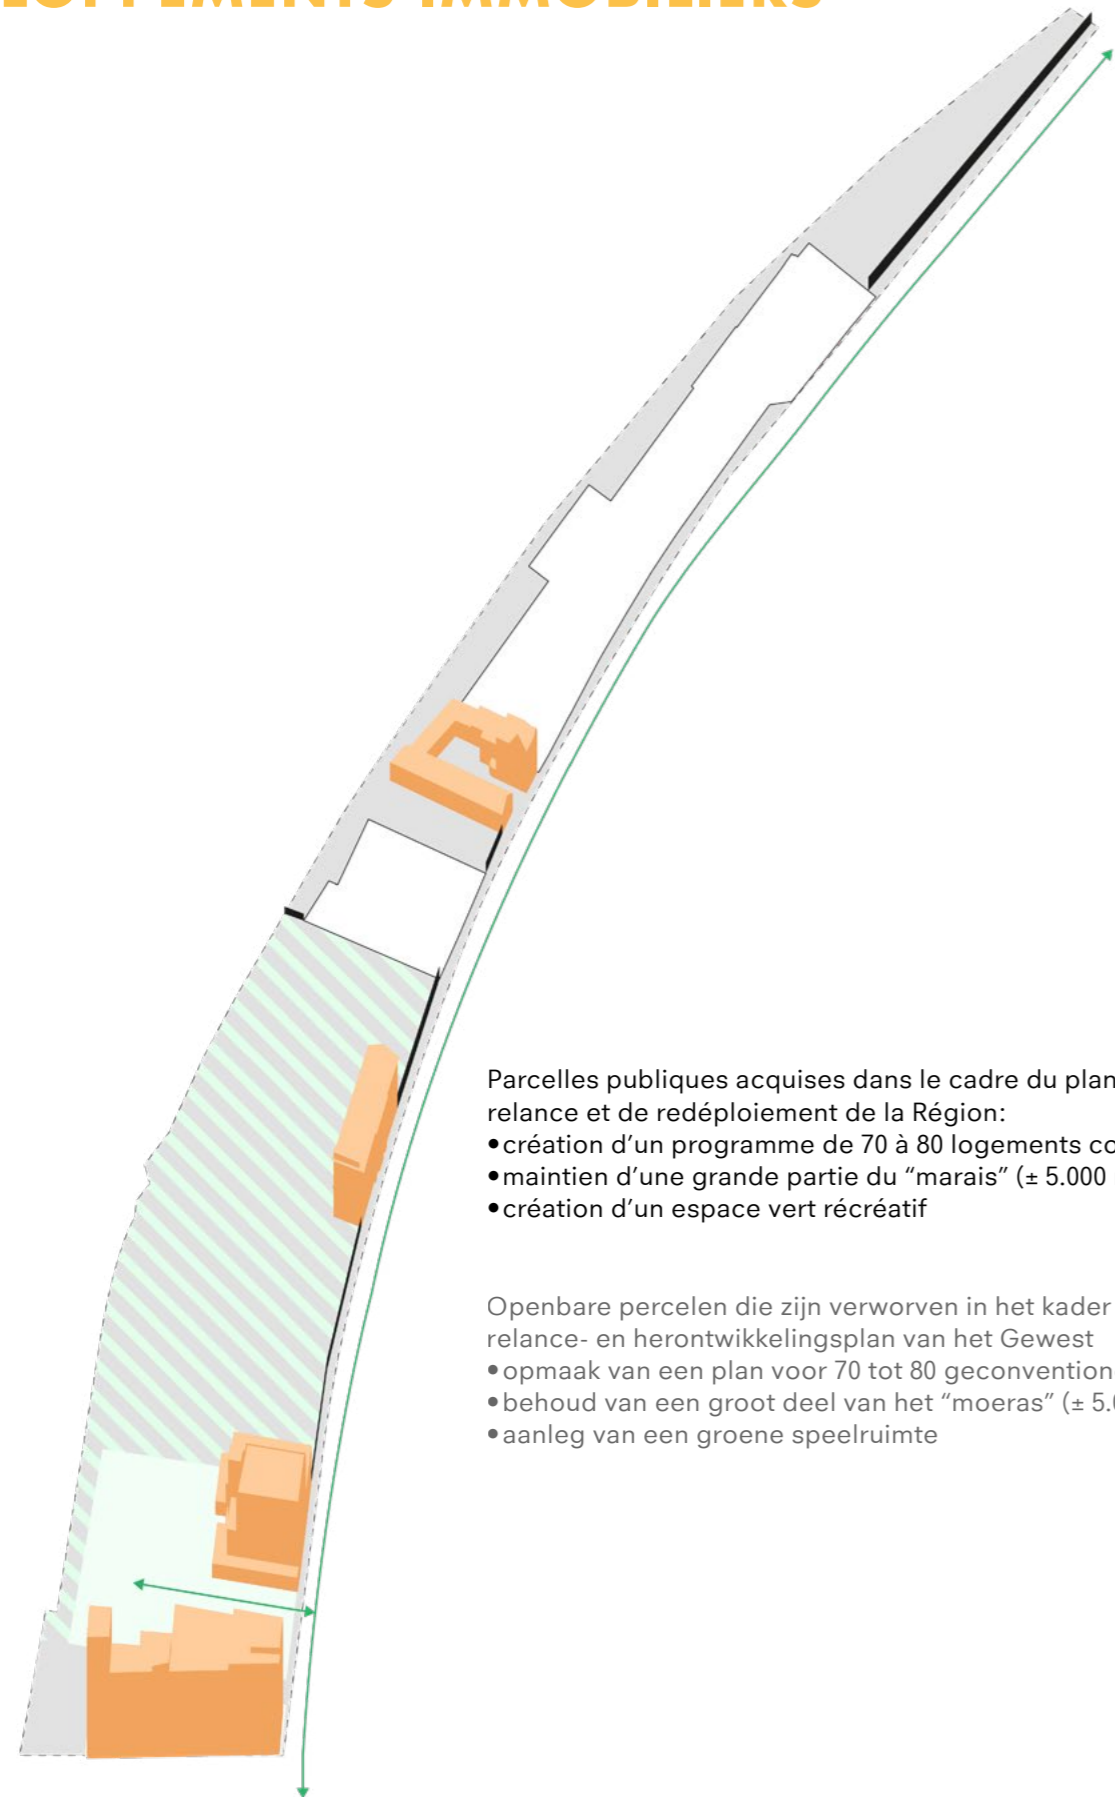 IMMOBILIERS
Parcelles publiques acquises dans le cadre du plan
relance et de redéploiement de la Région:
•création d’un programme de 70 à 80 logements
•maintien d’une grande partie du “marais” (± 5.000
•création d’un espace vert récréatif
Openbare percelen die zijn verworven in het kader
relance- en herontwikkelingsplan van het Gewest
•opmaak van een plan voor 70 tot 80
•behoud van een groot deel van het “moeras” (±
•aanleg van een groene speelruimte